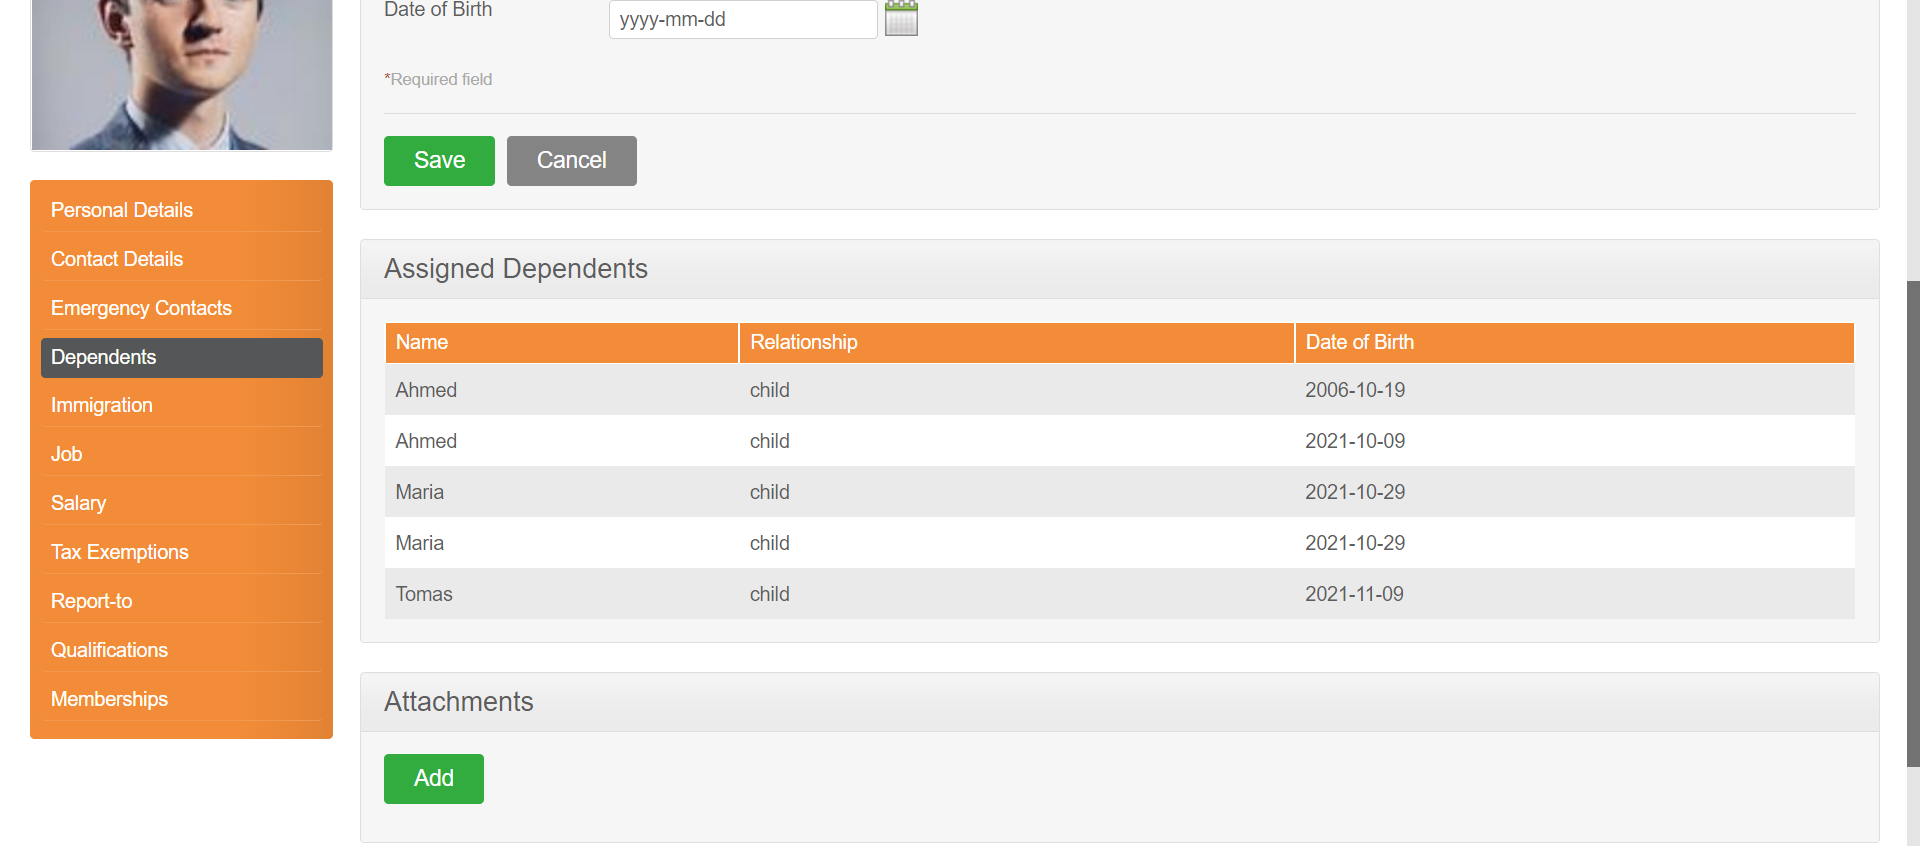 Date of Birth yyyy-mm-dd
*Required field
Save Cancel
Personal Details
Contact Details
Emergency Contacts
Dependents
Immigration
Job
Salary
Tax Exemptions
Report-to
Qualifications
Memberships
Assigned Dependents
Name Relationship Date of Birth
Ahmed child 2006-10-19
Ahmed child 2021-10-09
Maria child 2021-10-29
Maria child 2021-10-29
Tomas child 2021-11-09
Attachments
Add